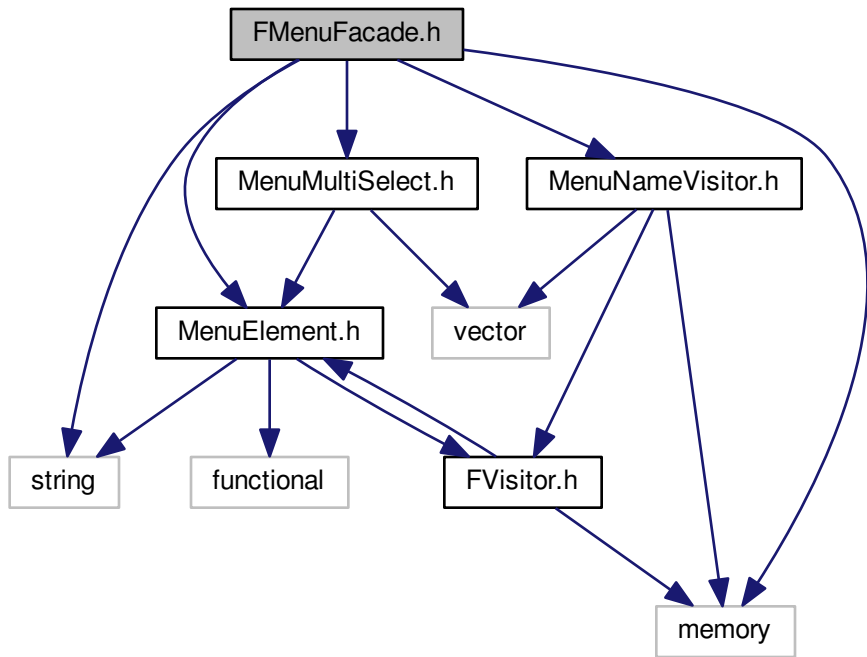 FMenuFacade.h
MenuMultiSelect.h
MenuNameVisitor.h
MenuElement.h
vector
string
functional
FVisitor.h
memory